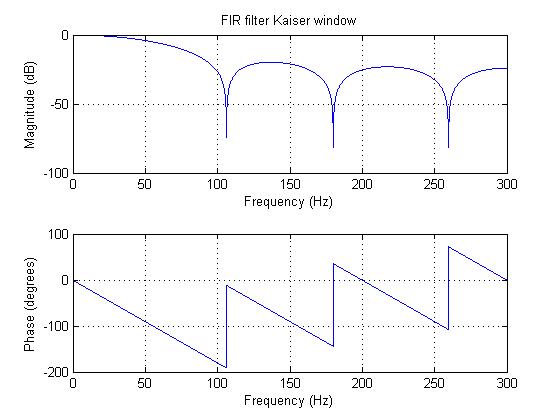 FIR filter Kaiser window
Magnitude (dB)
0
-50
-100
0 50 100 150 200 250 300
Frequency (Hz)
Phase (degrees)
100
0
-100
-200
0 50 100 150 200 250 300
Frequency (Hz)